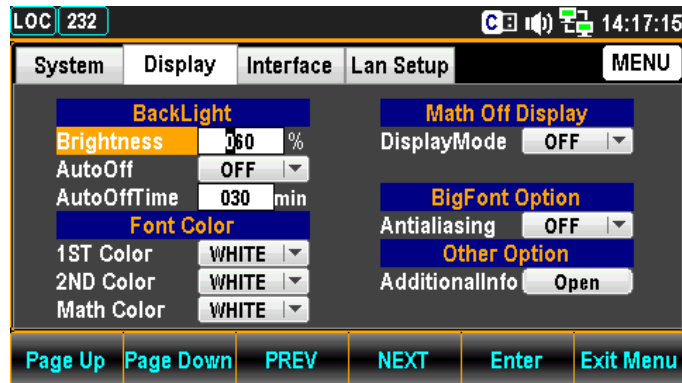 LOC 232 C 14:17:15
System Display Interface Lan Setup MENU
BackLight
Brightness 060 %
AutoOff OFF
AutoOffTime 030 min
Font Color
1ST Color WHITE
2ND Color WHITE
Math Color WHITE
Math Off Display
DisplayMode OFF
BigFont Option
Antialiasing OFF
Other Option
AdditionalInfo Open
Page Up Page Down PREV NEXT Enter Exit Menu